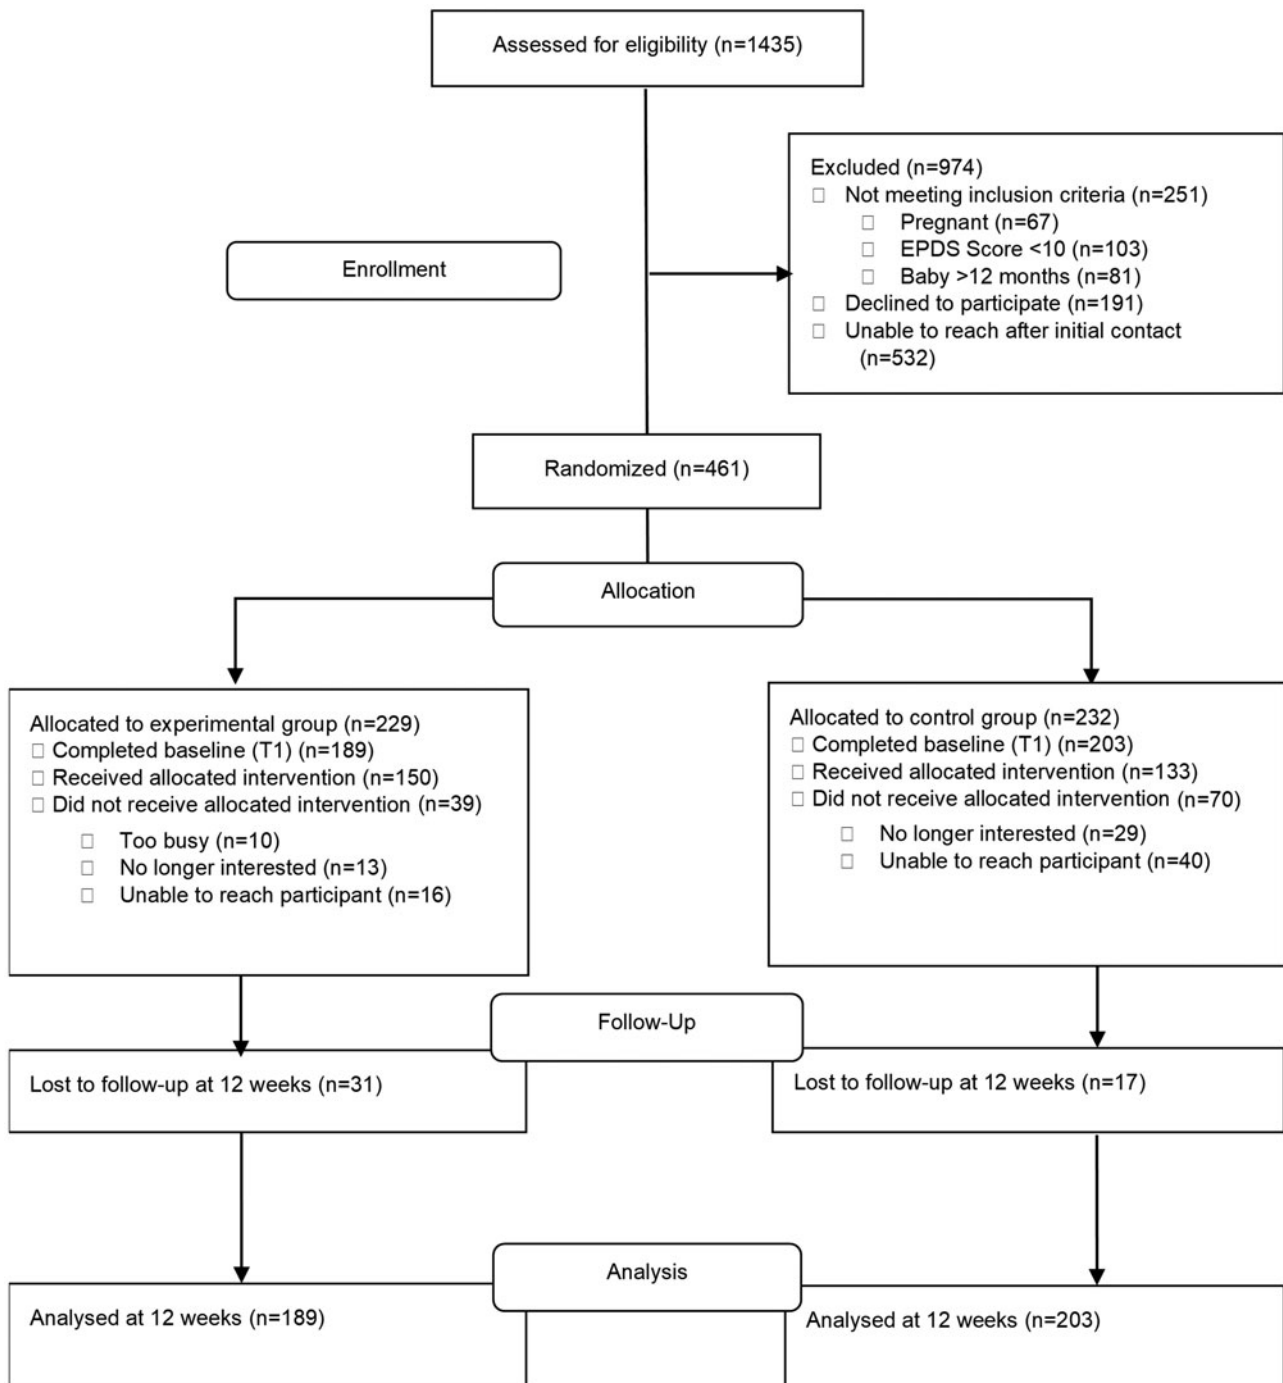 Assessed for eligibility (n=1435)
Excluded (n=974)
Not meeting inclusion criteria (n=251)
Pregnant (n=67)
EPDS Score <10 (n=103)
Baby >12 months (n=81)
Declined to participate (n=191)
Unable to reach after initial contact
(n=532)
Enrollment
Randomized (n=461)
Allocation
Allocated to experimental group (n=229)
Completed baseline (T1) (n=189)
Received allocated intervention (n=150)
Did not receive allocated intervention (n=39)
Too busy (n=10)
No longer interested (n=13)
Unable to reach participant (n=16)
Allocated to control group (n=232)
Completed baseline (T1) (n=203)
Received allocated intervention (n=133)
Did not receive allocated intervention (n=70)
No longer interested (n=29)
Unable to reach participant (n=40)
Follow-Up
Lost to follow-up at 12 weeks (n=31)
Lost to follow-up at 12 weeks (n=17)
Analysis
Analysed at 12 weeks (n=189)
Analysed at 12 weeks (n=203)